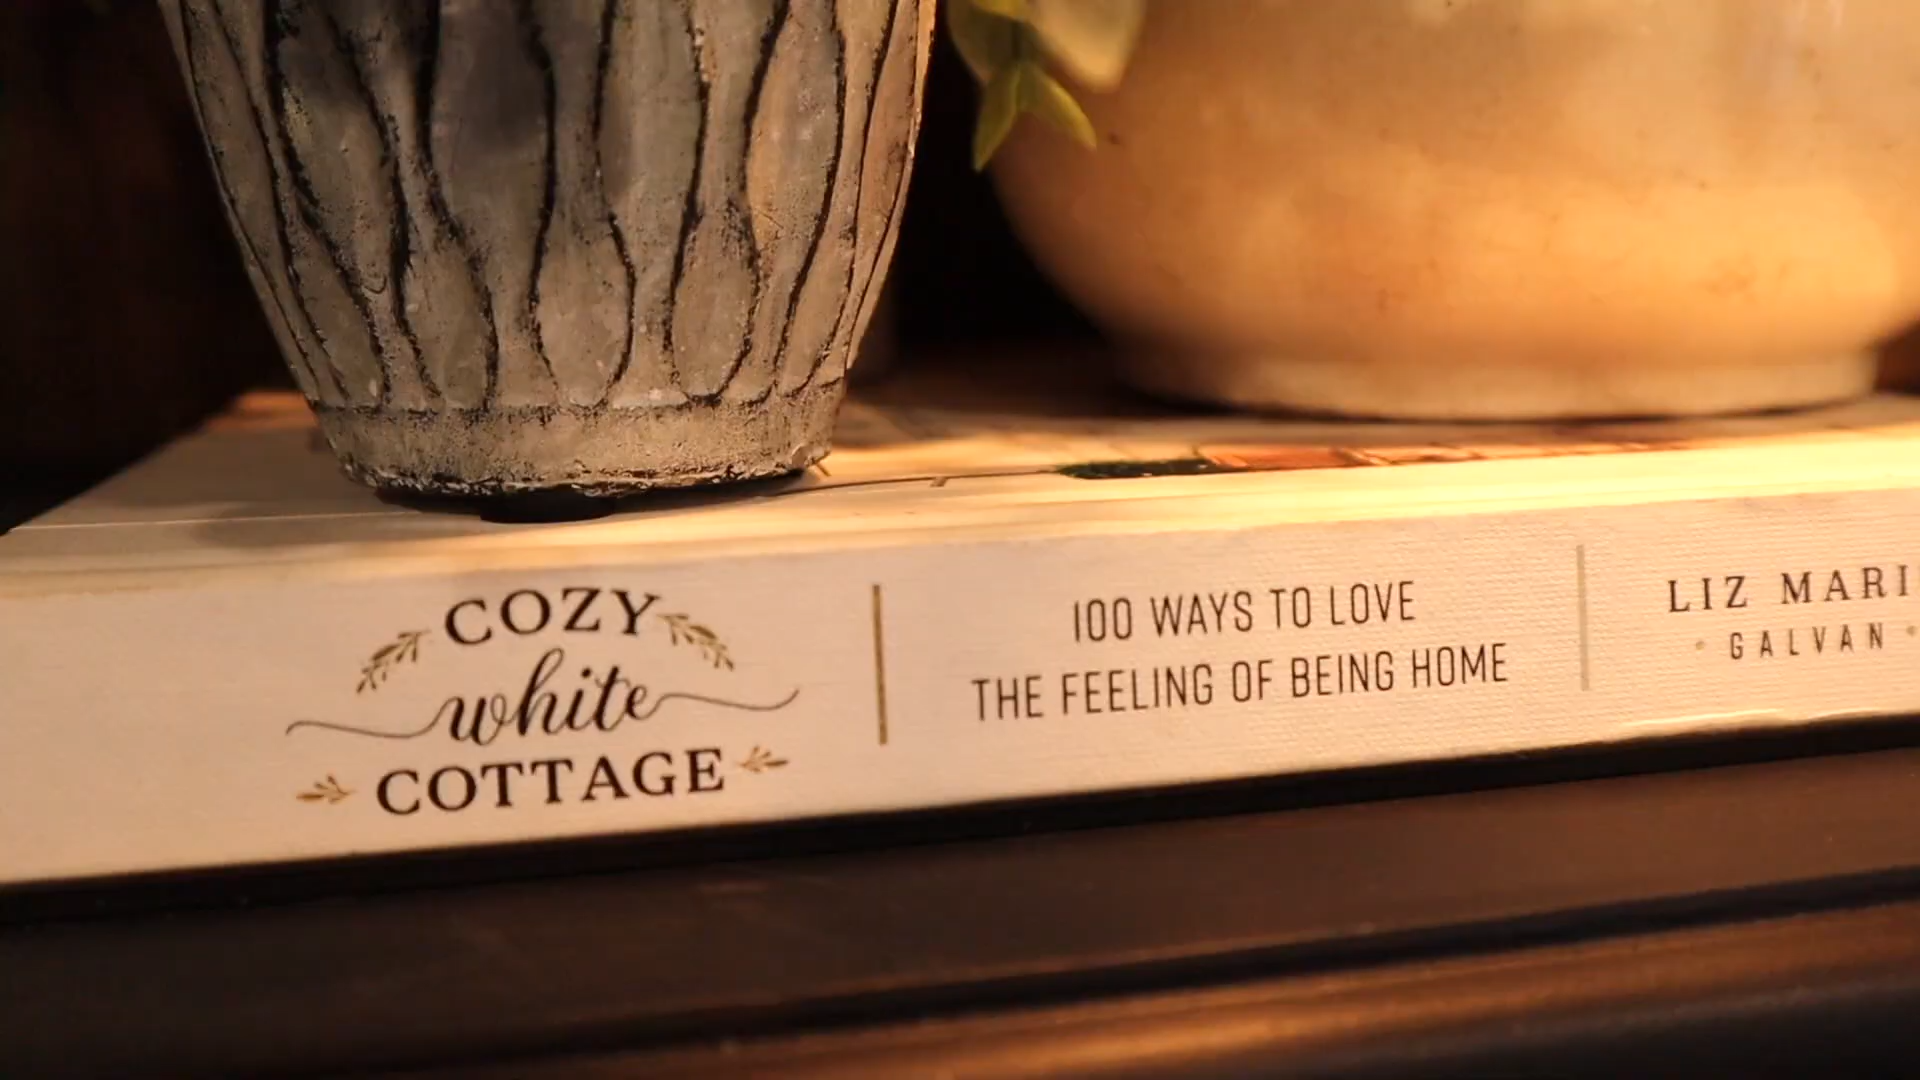 COZY
white
COTTAGE
100 WAYS TO LOVE
THE FEELING OF BEING HOME
LIZ MARI
GALVAN